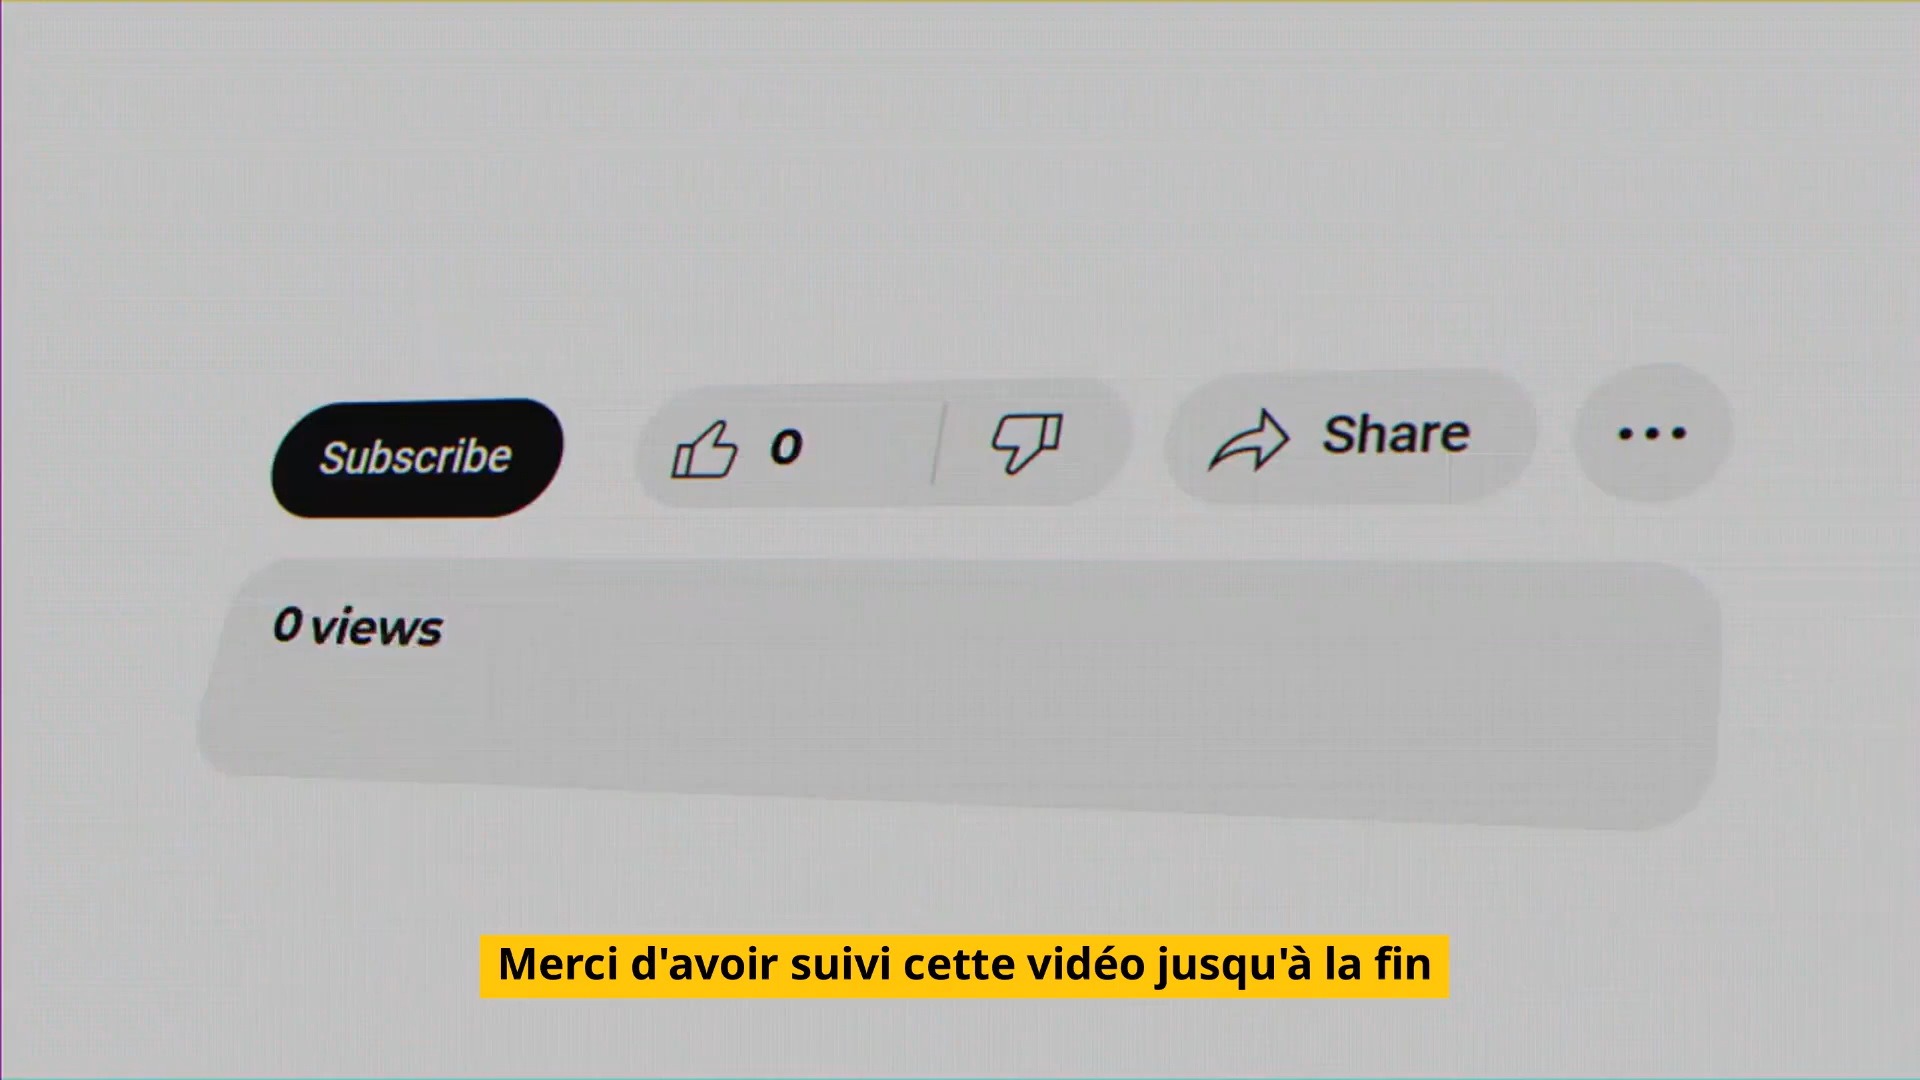 Subscribe
0
Share
0 views
Merci d'avoir suivi cette vidéo jusqu'à la fin